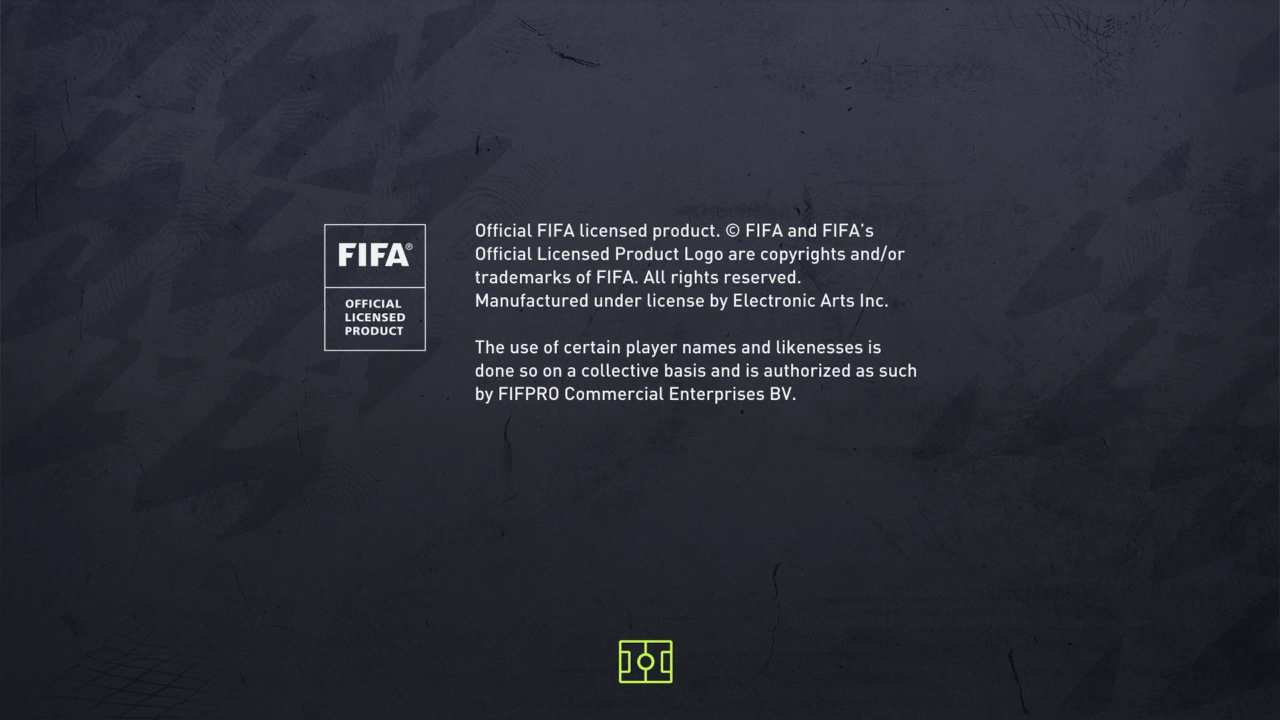 FIFA®
OFFICIAL
LICENSED
PRODUCT
Official FIFA licensed product. © FIFA and FIFA's
Official Licensed Product Logo are copyrights and/or
trademarks of FIFA. All rights reserved.
Manufactured under license by Electronic Arts Inc.
The use of certain player names and likenesses is
done so on a collective basis and is authorized as such
by FIFPRO Commercial Enterprises BV.